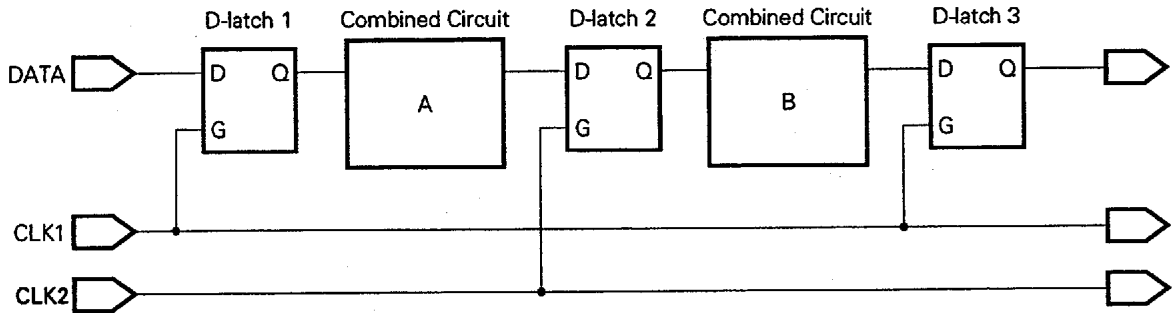 D-latch 1 Combined Circuit D-latch 2 Combined Circuit D-latch 3
DATA D Q A D Q B D Q
G G G
CLK1
CLK2